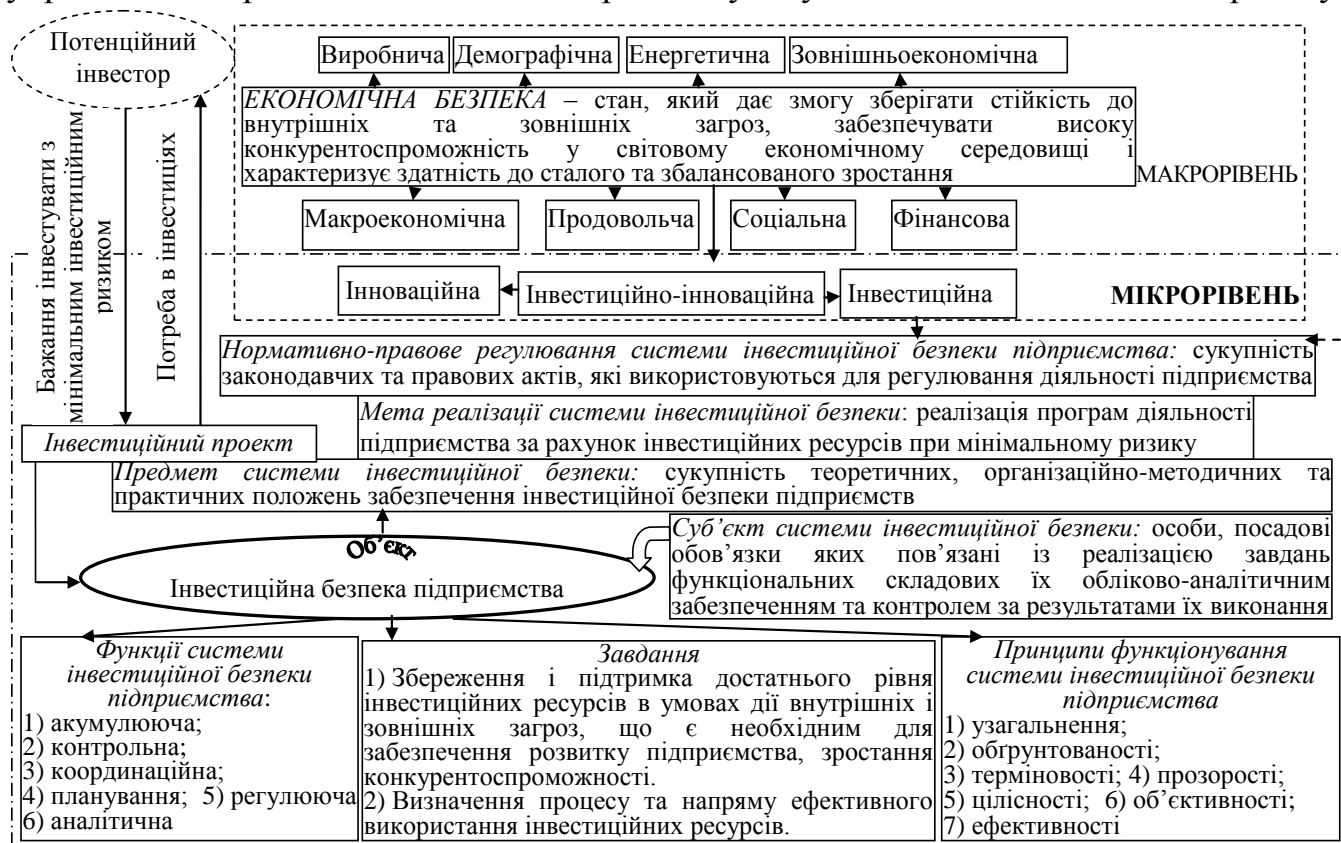 Потенційний
інвестор
Виробнича
Демографічна
Енергетична
Зовнішньоекономічна
ЕКОНОМІЧНА БЕЗПЕКА – стан, який дає змогу зберігати стійкість до
внутрішніх та зовнішніх загроз, забезпечувати високу
конкурентоспроможність у світовому економічному середовищі і
характеризує здатність до сталого та збалансованого зростання
МАКРОРІВЕНЬ
Макроекономічна
Продовольча
Соціальна
Фінансова
Бажання інвестувати з
мінімальним інвестиційним
ризиком
Потреба в інвестиціях
Інноваційна
Інвестиційно-інноваційна
Інвестиційна
МІКРОРІВЕНЬ
Нормативно-правове регулювання системи інвестиційної безпеки підприємства: сукупність
законодавчих та правових актів, які використовуються для регулювання діяльності підприємства
Мета реалізації системи інвестиційної безпеки: реалізація програм діяльності
підприємства за рахунок інвестиційних ресурсів при мінімальному ризику
Інвестиційний проект
Предмет системи інвестиційної безпеки: сукупність теоретичних, організаційно-методичних та
практичних положень забезпечення інвестиційної безпеки підприємств
Суб’єкт системи інвестиційної безпеки: особи, посадові
обов’язки яких пов’язані із реалізацією завдань
функціональних складових їх обліково-аналітичним
забезпеченням та контролем за результатами їх виконання
Об’єкт
Інвестиційна безпека підприємства
Функції системи
інвестиційної безпеки
підприємства:
1) акумулююча;
2) контрольна;
3) координаційна;
4) планування; 5) регулююча
6) аналітична
Завдання
1) Збереження і підтримка достатнього рівня
інвестиційних ресурсів в умовах дії внутрішніх і
зовнішніх загроз, що є необхідним для
забезпечення розвитку підприємства, зростання
конкурентоспроможності.
2) Визначення процесу та напряму ефективного
використання інвестиційних ресурсів.
Принципи функціонування
системи інвестиційної безпеки
підприємства
1) узагальнення;
2) обґрунтованості;
3) терміновості; 4) прозорості;
5) цілісності; 6) об’єктивності;
7) ефективності